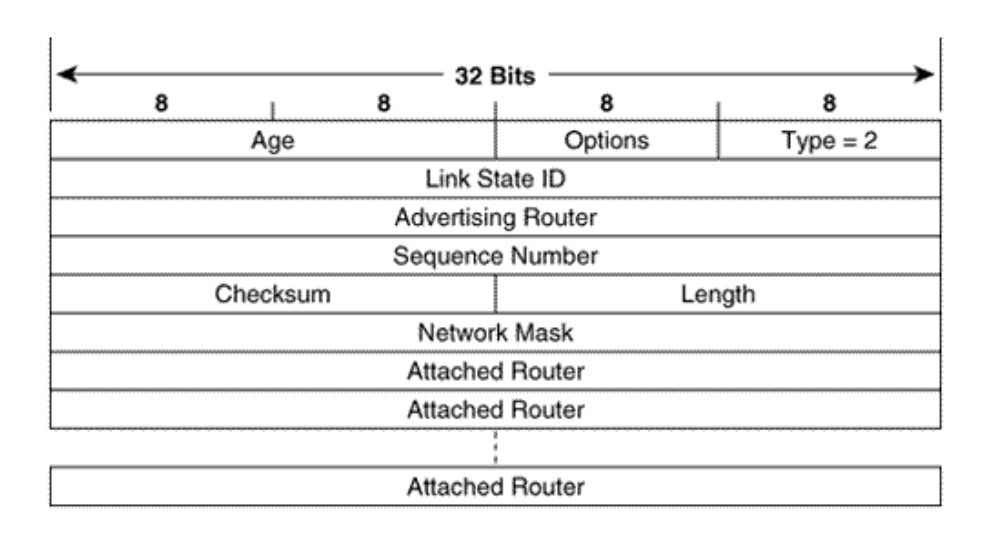 32 Bits
8 8 8 8
Age Options Type = 2
Link State ID
Advertising Router
Sequence Number
Checksum Length
Network Mask
Attached Router
Attached Router
Attached Router